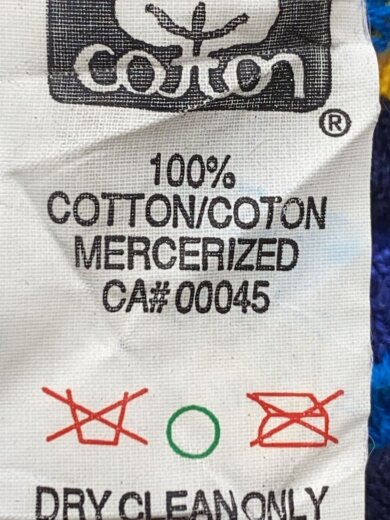 cotton
®
100%
COTTON/COTON
MERCERIZED
CA# 00045
DRY CLEAN ONLY